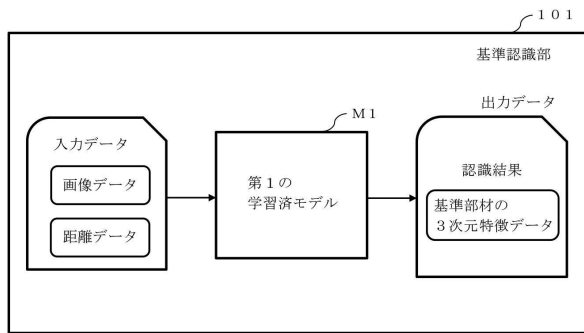 １０１
基準認識部
Ｍ１
出力データ
入力データ
画像データ
距離データ
第１の
学習済モデル
認識結果
基準部材の
３次元特徴データ